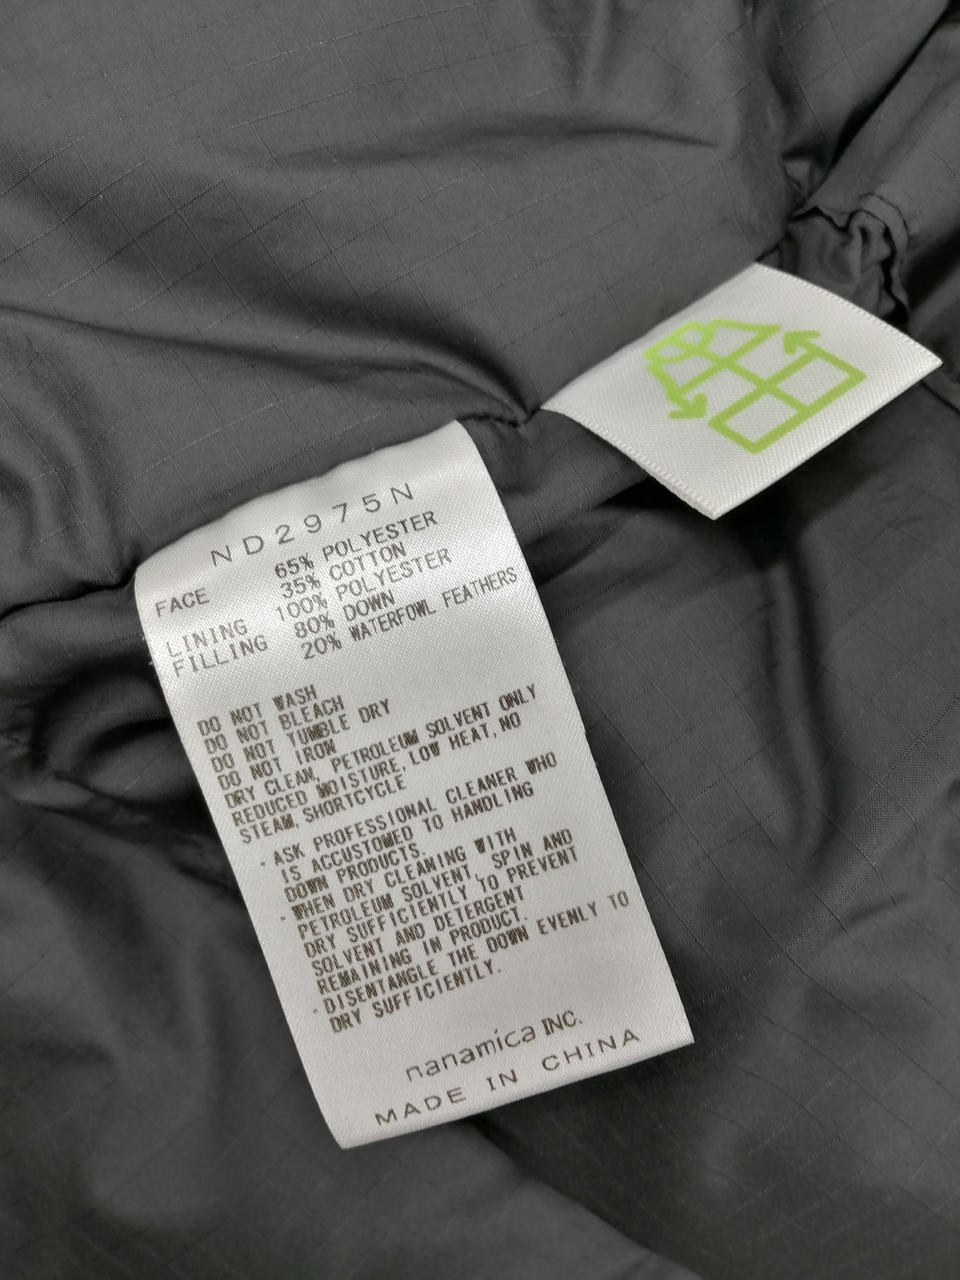 ND2975N
FACE 65% POLYESTER
35% COTTON
LINING 100% POLYESTER
FILLING 80% DOWN
20% WATERFOWL FEATHERS
DO NOT WASH
DO NOT BLEACH
DO NOT TUMBLE DRY
DO NOT IRON
DRY CLEAN, PETROLEUM SOLVENT ONLY
REDUCED MOISTURE, LOW HEAT, NO
STEAM, SHORTCYCLE
・ASK PROFESSIONAL CLEANER WHO
IS ACCUSTOMED TO HANDLING
DOWN PRODUCTS.
・WHEN DRY CLEANING WITH
PETROLEUM SOLVENT, SPIN AND
DRY SUFFICIENTLY TO PREVENT
SOLVENT AND DETERGENT
REMAINING IN PRODUCT.
・DISENTANGLE THE DOWN EVENLY TO
DRY SUFFICIENTLY.
nanamica INC.
MADE IN CHINA